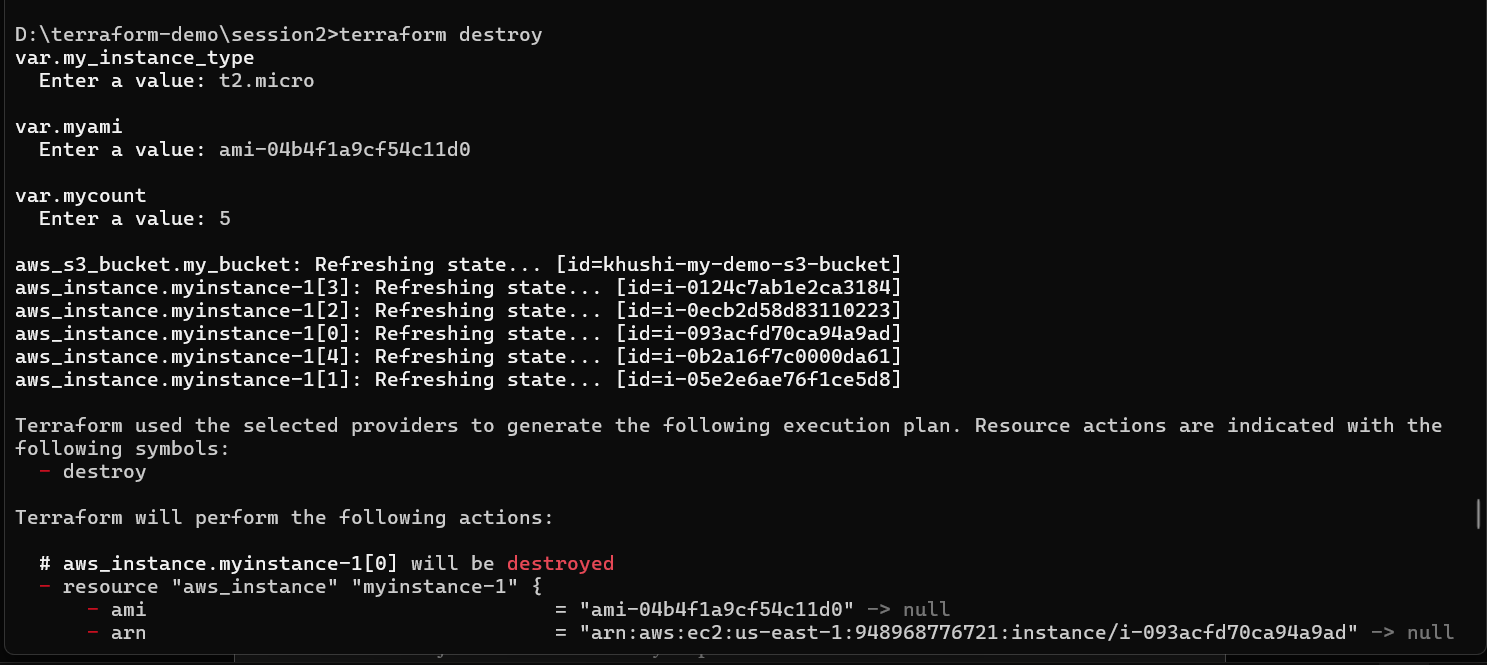 D:\terraform-demo\session2>terraform destroy
var.my_instance_type
  Enter a value: t2.micro

var.myami
  Enter a value: ami-04b4f1a9cf54c11d0

var.mycount
  Enter a value: 5

aws_s3_bucket.my_bucket: Refreshing state... [id=khushi-my-demo-s3-bucket]
aws_instance.myinstance-1[3]: Refreshing state... [id=i-0124c7ab1e2ca3184]
aws_instance.myinstance-1[2]: Refreshing state... [id=i-0ecb2d58d83110223]
aws_instance.myinstance-1[0]: Refreshing state... [id=i-093acfd70ca94a9ad]
aws_instance.myinstance-1[4]: Refreshing state... [id=i-0b2a16f7c0000da61]
aws_instance.myinstance-1[1]: Refreshing state... [id=i-05e2e6ae76f1ce5d8]

Terraform used the selected providers to generate the following execution plan. Resource actions are indicated with the
following symbols:
  - destroy

Terraform will perform the following actions:

  # aws_instance.myinstance-1[0] will be destroyed
  - resource "aws_instance" "myinstance-1" {
      - ami                                  = "ami-04b4f1a9cf54c11d0" -> null
      - arn                                  = "arn:aws:ec2:us-east-1:948968776721:instance/i-093acfd70ca94a9ad" -> null